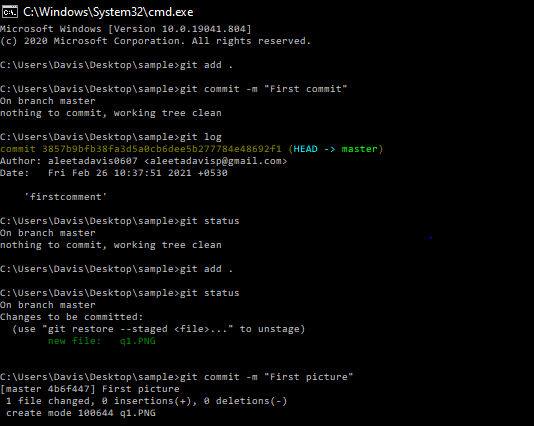 C:\Windows\System32\cmd.exe
Microsoft Windows [Version 10.0.19041.804]
(c) 2020 Microsoft Corporation. All rights reserved.
C:\Users\Davis\Desktop\sample>git add .
C:\Users\Davis\Desktop\sample>git commit -m "First commit"
On branch master
nothing to commit, working tree clean
C:\Users\Davis\Desktop\sample>git log
commit 3857b9bfb38fa3d5a0cb6dee5b277784e48692f1 (HEAD -> master)
Author: aleetadavis0607 <aleetadavisp@gmail.com>
Date:   Fri Feb 26 10:37:51 2021 +0530
    'firstcomment'
C:\Users\Davis\Desktop\sample>git status
On branch master
nothing to commit, working tree clean
C:\Users\Davis\Desktop\sample>git add .
C:\Users\Davis\Desktop\sample>git status
On branch master
Changes to be committed:
  (use "git restore --staged <file>..." to unstage)
        new file:   q1.PNG
C:\Users\Davis\Desktop\sample>git commit -m "First picture"
[master 4b6f447] First picture
 1 file changed, 0 insertions(+), 0 deletions(-)
 create mode 100644 q1.PNG